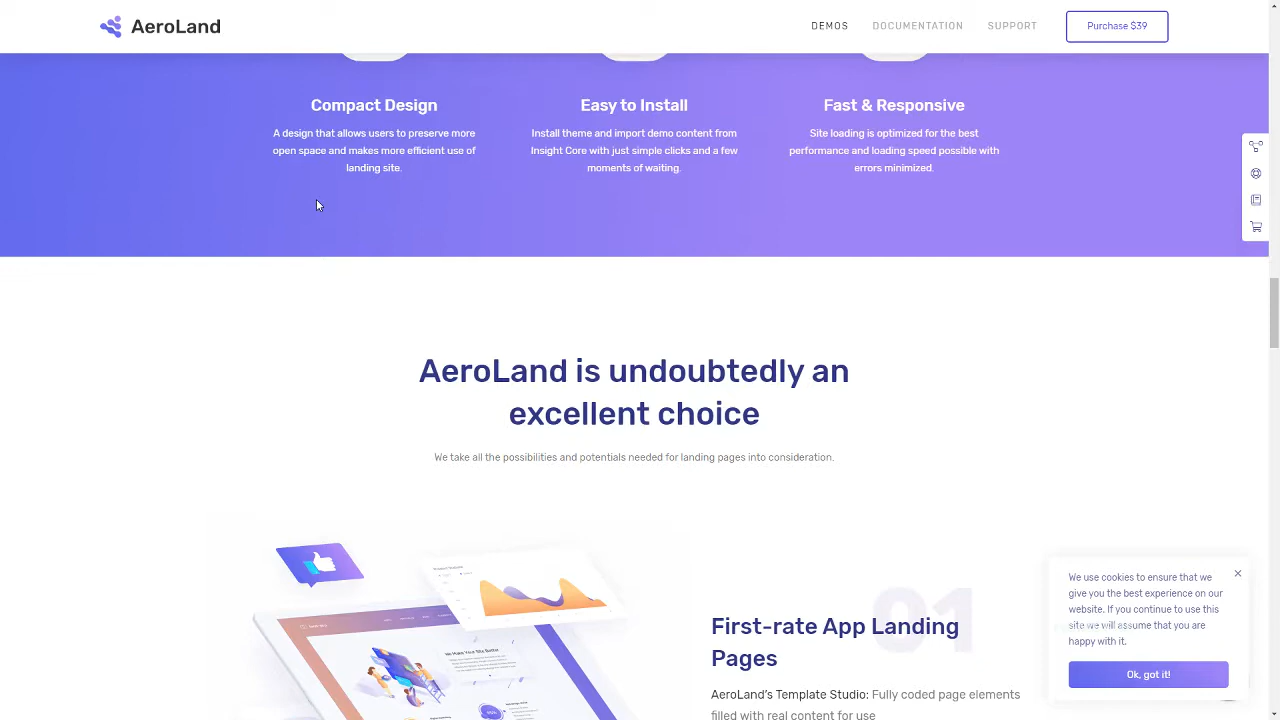 AeroLand
DEMOS
DOCUMENTATION
SUPPORT
Purchase $39
Compact Design
A design that allows users to preserve more
open space and makes more efficient use of
landing site.
Easy to Install
Install theme and import demo content from
Insight Core with just simple clicks and a few
moments of waiting.
Fast & Responsive
Site loading is optimized for the best
performance and loading speed possible with
errors minimized.
AeroLand is undoubtedly an
excellent choice
We take all the possibilities and potentials needed for landing pages into consideration.
01
First-rate App Landing
Pages
AeroLand's Template Studio: Fully coded page elements
filled with real content for use
We use cookies to ensure that we
give you the best experience on our
website. If you continue to use this
site we will assume that you are
happy with it.
Ok, got it!